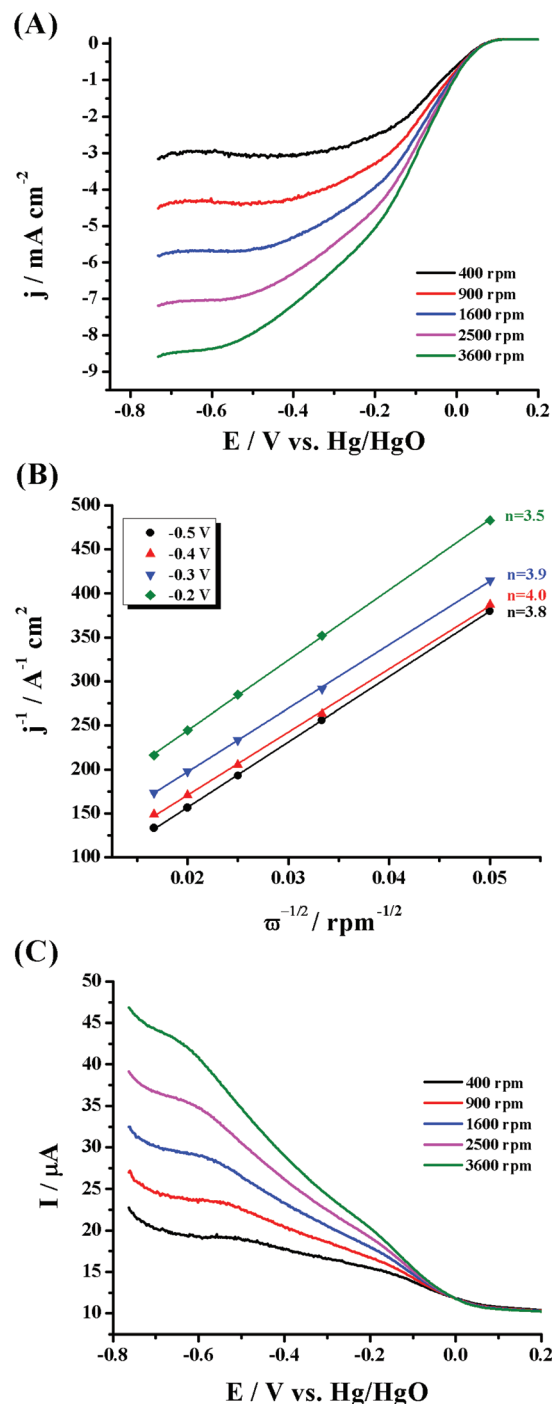 (A)
0
-1
-2
-3
-4
-5
-6
-7
-8
-9
j / mA cm-2
400 rpm
900 rpm
1600 rpm
2500 rpm
3600 rpm
-0.8 -0.6 -0.4 -0.2 0.0 0.2
E / V vs. Hg/HgO
(B)
500
450
400
350
300
250
200
150
100
j-1 / A-1 cm2
-0.5 V
-0.4 V
-0.3 V
-0.2 V
n=3.5
n=3.9
n=4.0
n=3.8
0.02 0.03 0.04 0.05
ϖ−1/2 / rpm-1/2
(C)
50
45
40
35
30
25
20
15
10
I / μA
400 rpm
900 rpm
1600 rpm
2500 rpm
3600 rpm
-0.8 -0.6 -0.4 -0.2 0.0 0.2
E / V vs. Hg/HgO